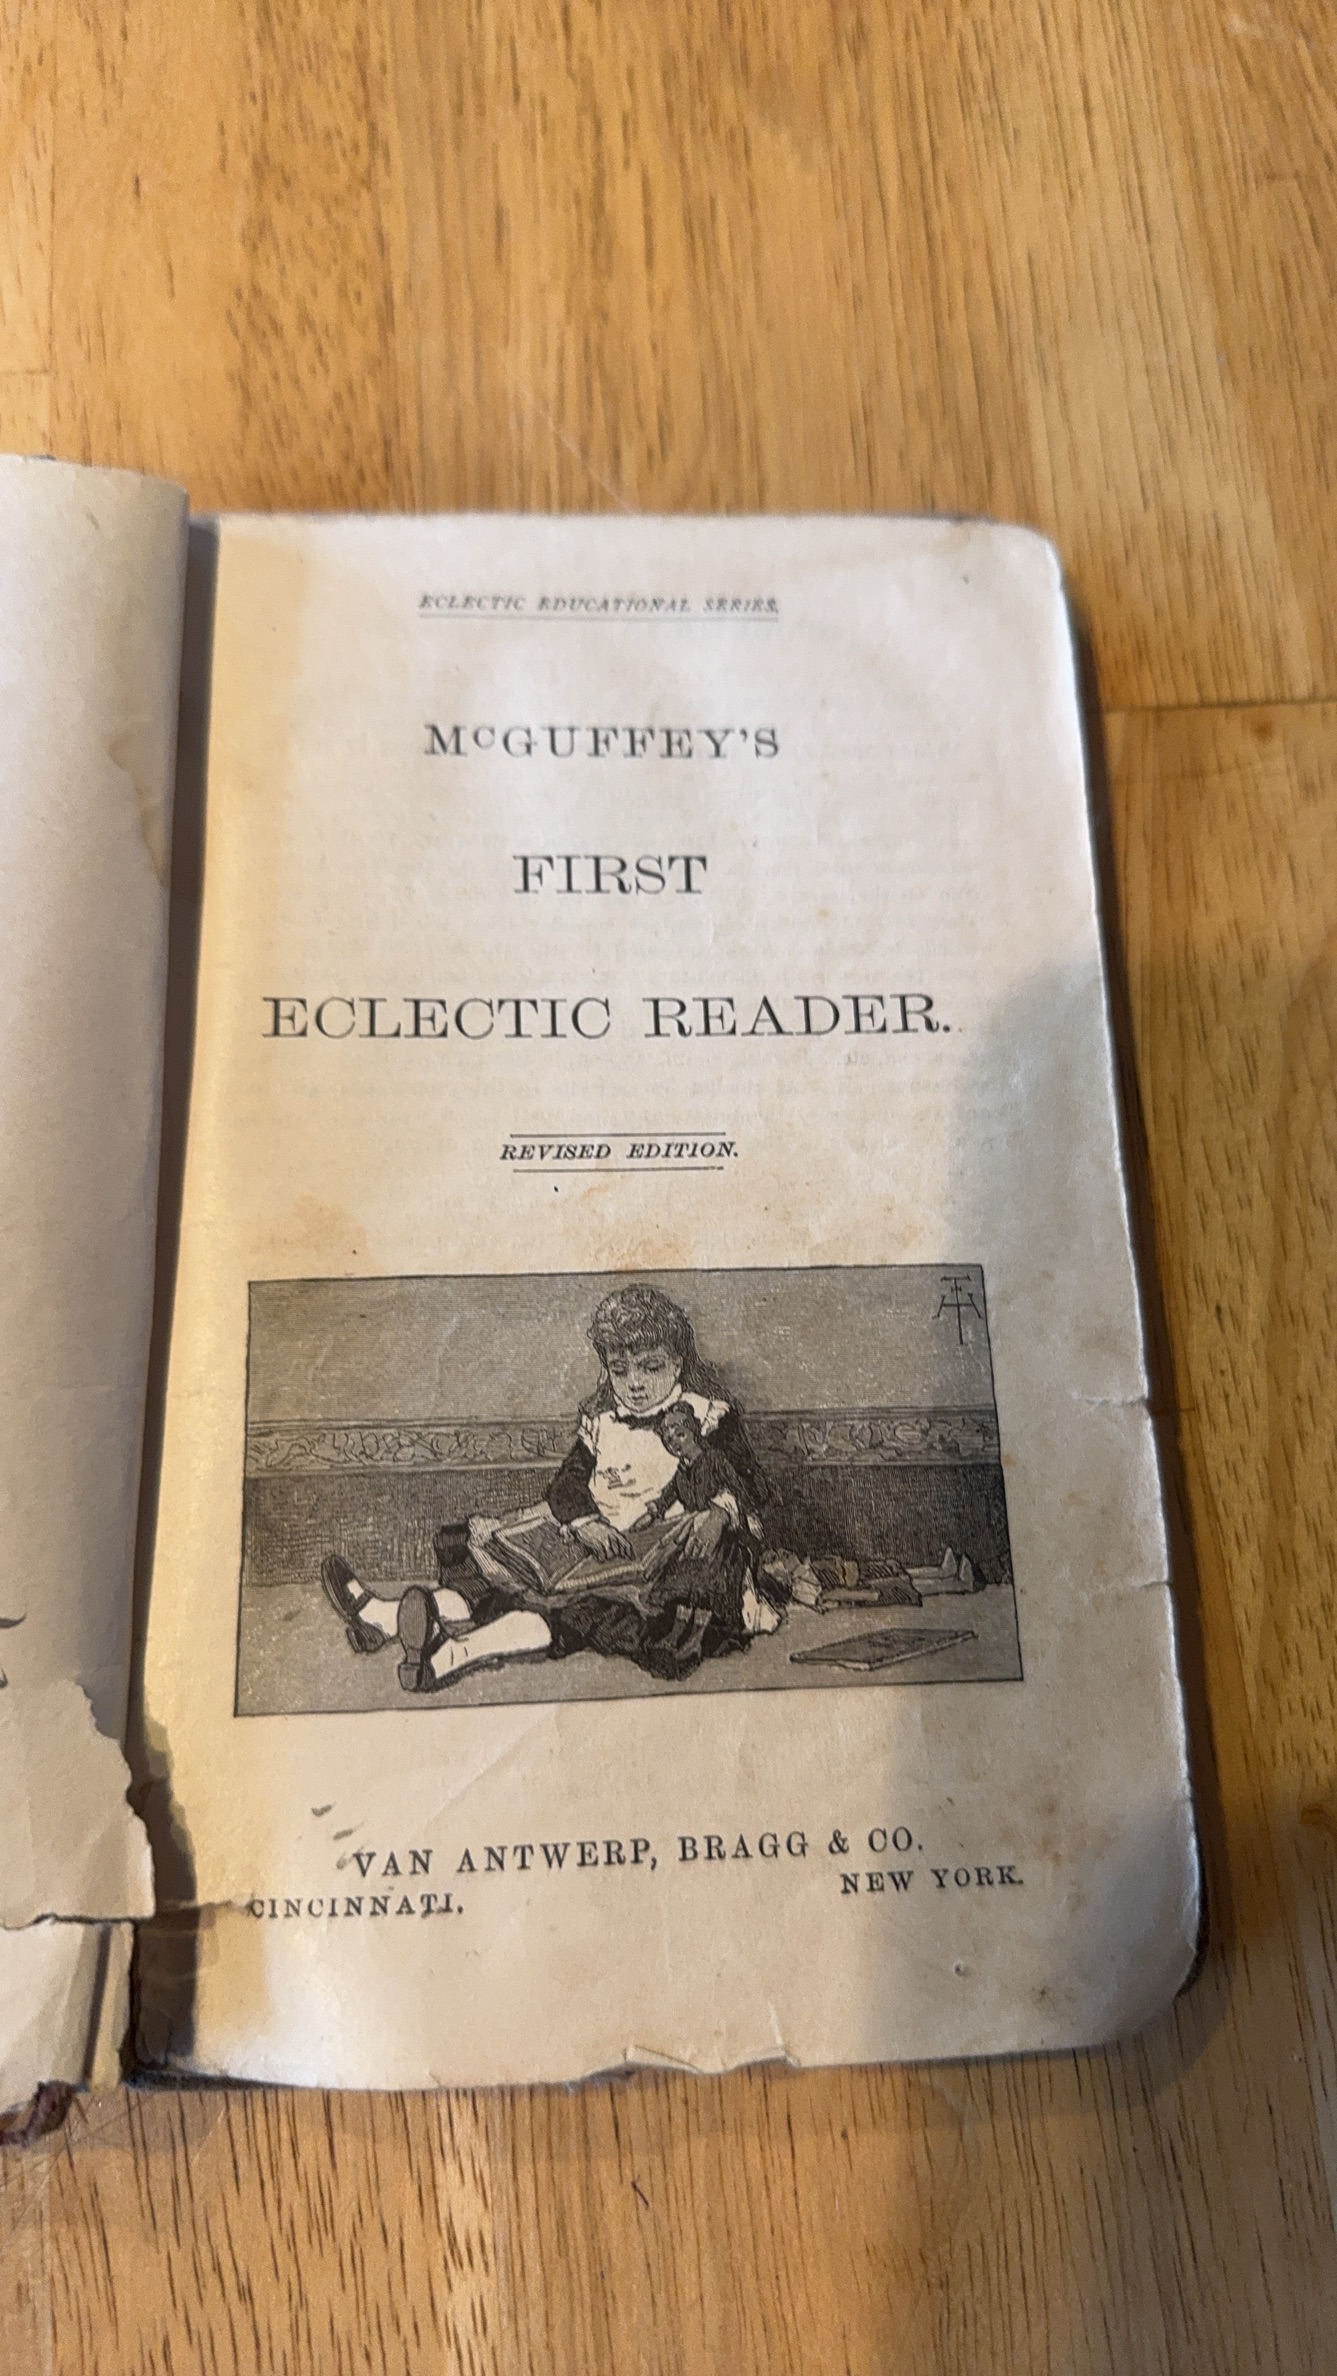 ECLECTIC EDUCATIONAL SERIES.
McGUFFEY'S
FIRST
ECLECTIC READER.
REVISED EDITION.
VAN ANTWERP, BRAGG & CO.
CINCINNATI. NEW YORK.